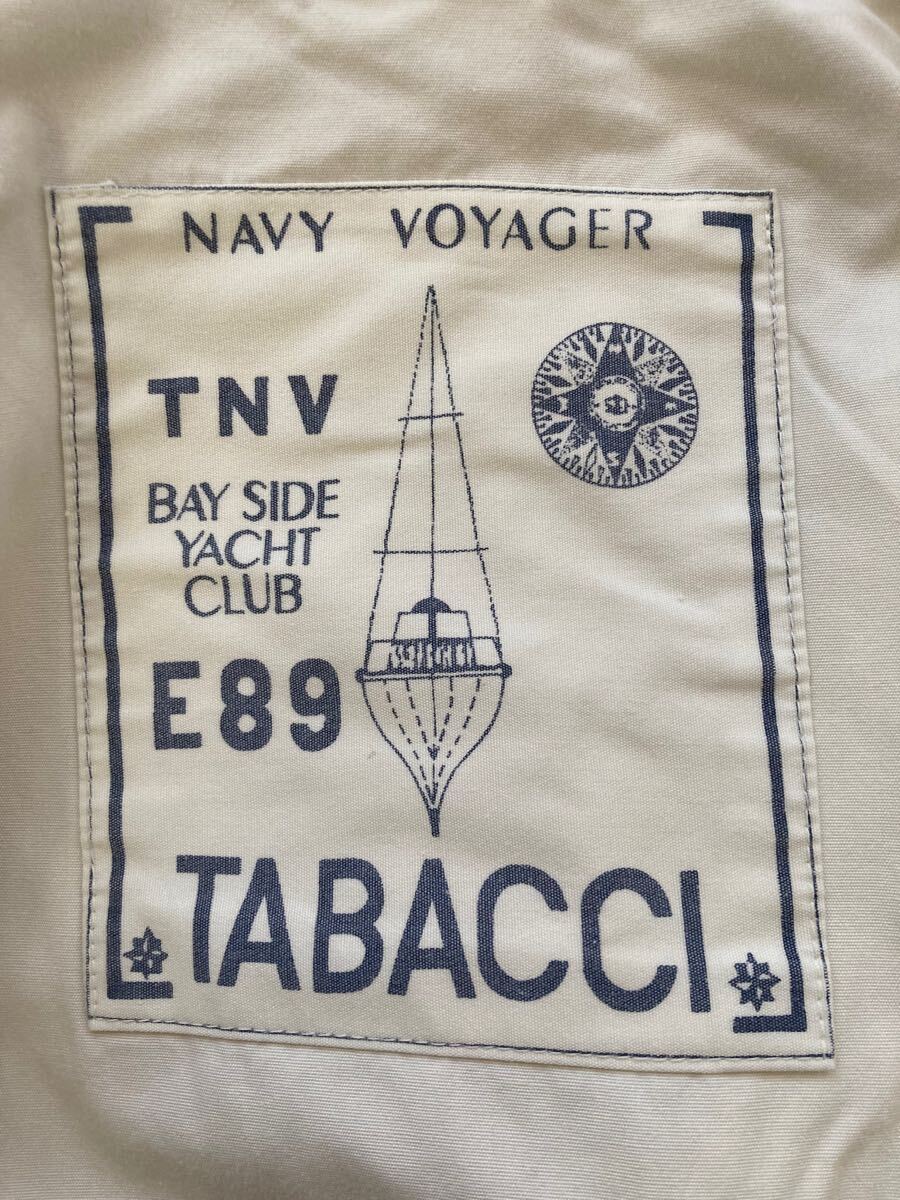 NAVY VOYAGER
TNV
BAY SIDE
YACHT
CLUB
E89
TABACCI